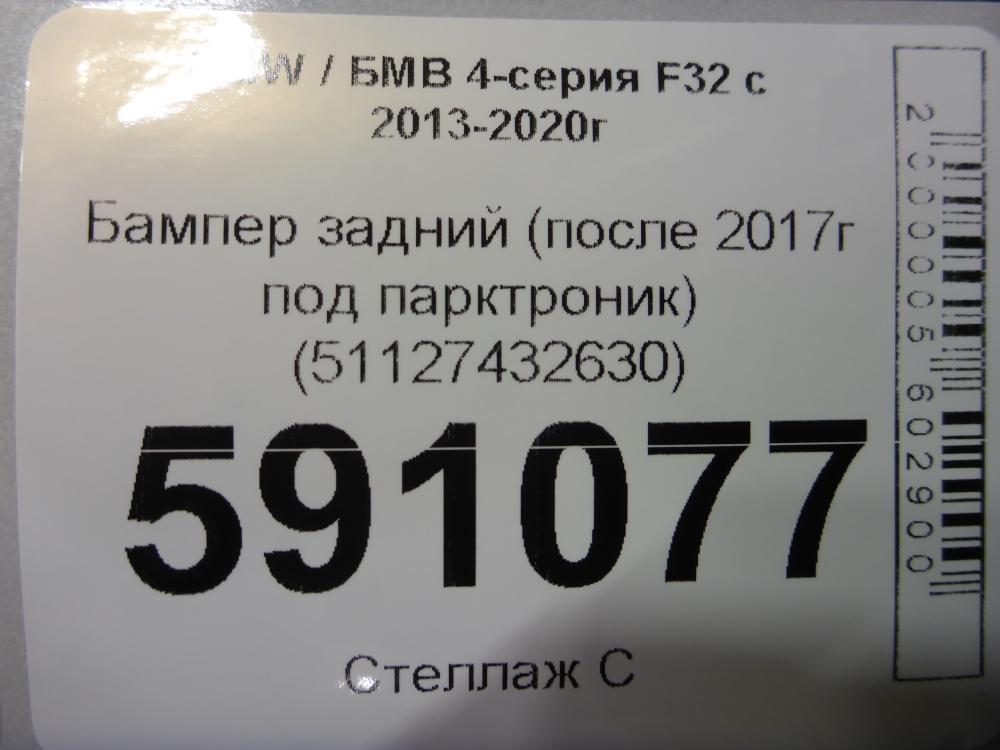 W / БМВ 4-серия F32 с
2013-2020г
Бампер задний (после 2017г
под парктроник)
(51127432630)
591077
Стеллаж С
2000005602900